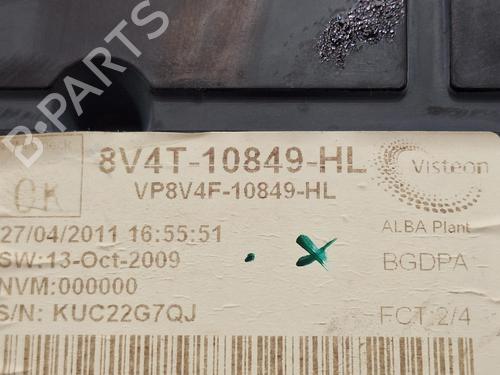 B-PARTS
OK
8V4T-10849-HL
VP8V4F-10849-HL
Visteon
ALBA Plant
27/04/2011 16:55:51
SW:13-Oct-2009
BGDPA
NVM:000000
S/N: KUC22G7QJ
FCT:2/4